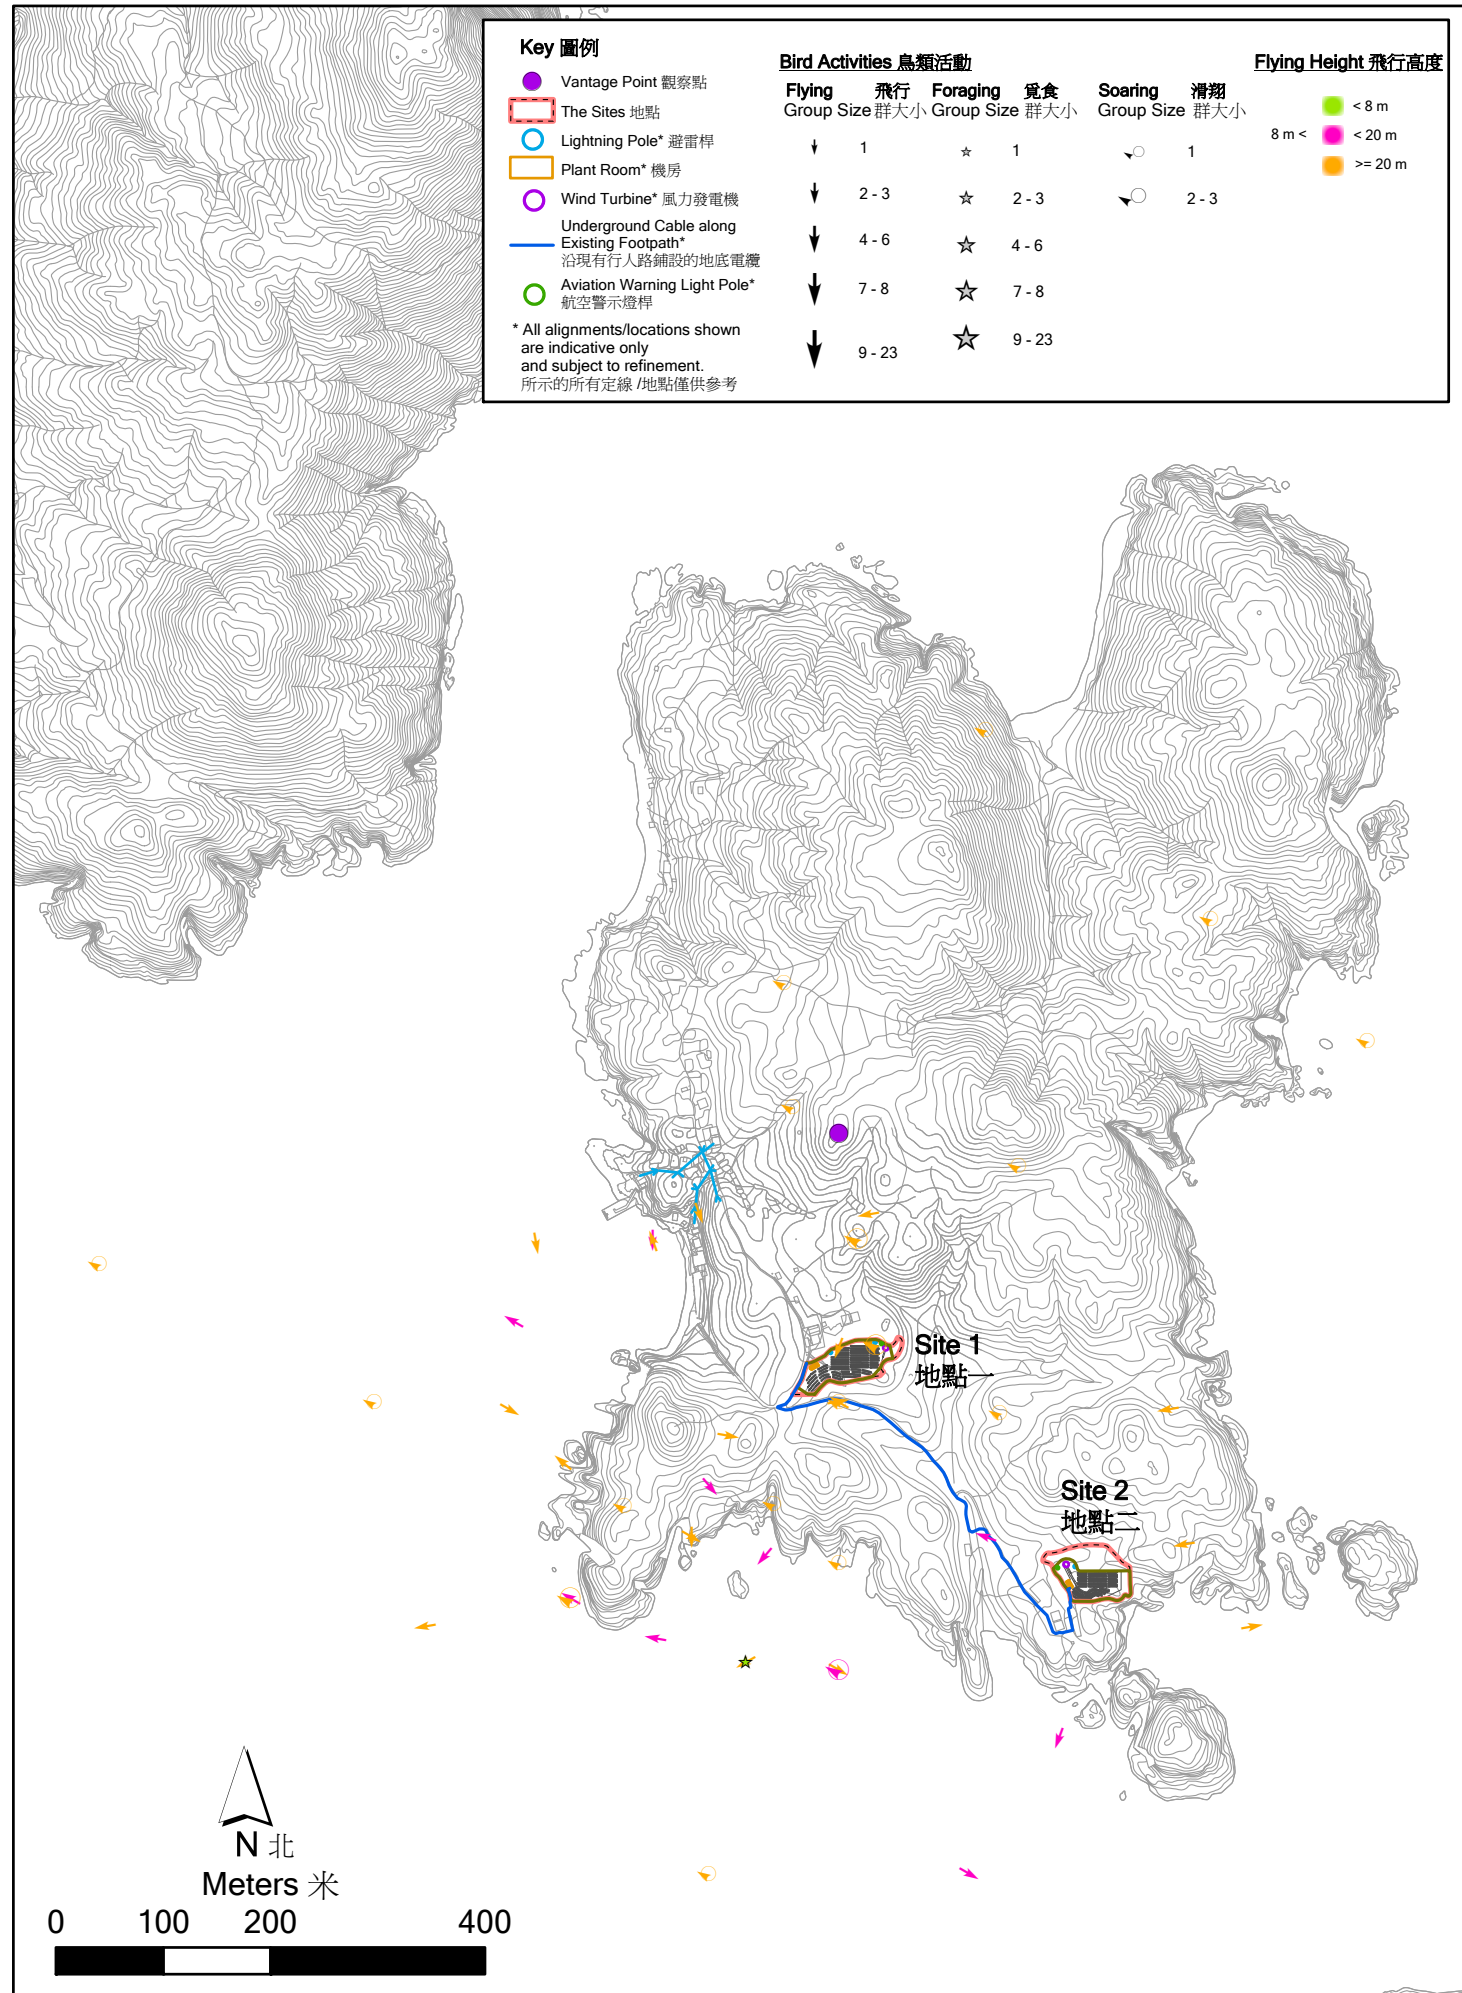 Key 圖例
Vantage Point 觀察點
The Sites 地點
Lightning Pole* 避雷桿
Plant Room* 機房
Wind Turbine* 風力發電機
Underground Cable along
Existing Footpath*
沿現有行人路鋪設的地底電纜
Aviation Warning Light Pole*
航空警示燈桿
* All alignments/locations shown
are indicative only
and subject to refinement.
所示的所有定線 /地點僅供參考
Bird Activities 鳥類活動
Flying 飛行 Foraging 覓食 Soaring 滑翔
Group Size 群大小 Group Size 群大小 Group Size 群大小
1 1 1
2 - 3 2 - 3 2 - 3
4 - 6 4 - 6
7 - 8 7 - 8
9 - 23 9 - 23
Flying Height 飛行高度
< 8 m
8 m < < 20 m
>= 20 m
Site 1
地點一
Site 2
地點二
N 北
Meters 米
0 100 200 400